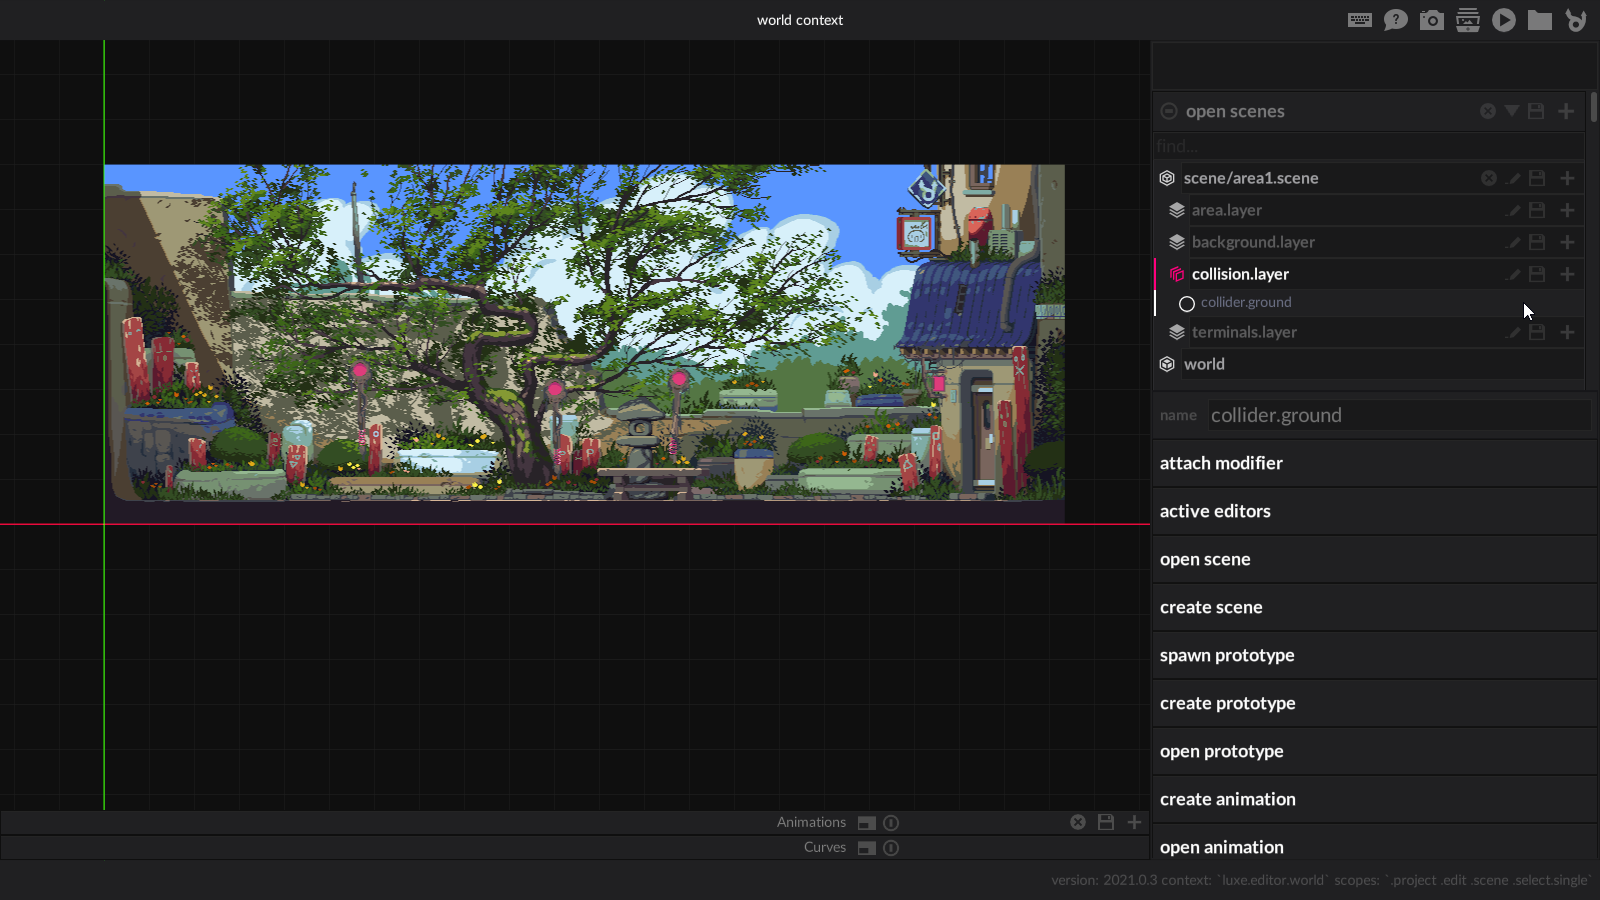 world context
open scenes
find...
scene/area1.scene
area.layer
background.layer
collision.layer
collider.ground
terminals.layer
world
name collider.ground
attach modifier
active editors
open scene
create scene
spawn prototype
create prototype
open prototype
create animation
open animation
Animations
Curves
version: 2021.0.3 context: `luxe.editor.world` scopes: `.project .edit .scene .select.single`